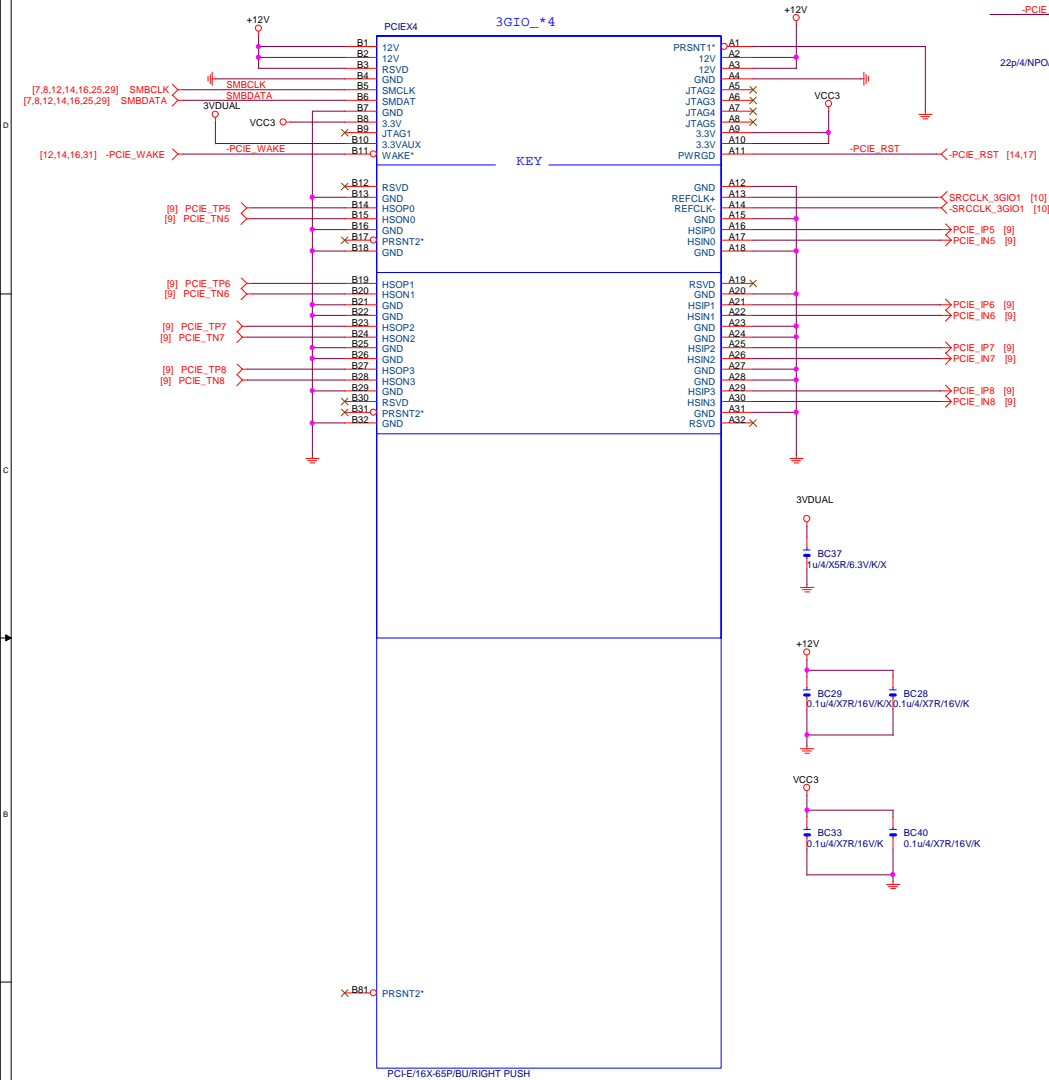 +12V
PCIEX4
3GIO_*4
+12V
-PCIE_
22p/4/NPO/
B1 12V PRSNT1* A1
B2 12V 12V A2
B3 RSVD 12V A3
B4 GND GND A4
[7,8,12,14,16,25,29] SMBCLK SMBCLK B5 SMCLK JTAG2 A5
[7,8,12,14,16,25,29] SMBDATA SMBDATA B6 SMDAT JTAG3 A6
3VDUAL B7 GND JTAG4 A7 VCC3
VCC3 B8 3.3V JTAG5 A8
B9 JTAG1 3.3V A9
B10 3.3VAUX 3.3V A10
[12,14,16,31] -PCIE_WAKE -PCIE_WAKE B11 WAKE* PWRGD A11 -PCIE_RST -PCIE_RST [14,17]
KEY
B12 RSVD GND A12
B13 GND REFCLK+ A13 SRCCLK_3GIO1 [10]
[9] PCIE_TP5 B14 HSOP0 REFCLK- A14 -SRCCLK_3GIO1 [10]
[9] PCIE_TN5 B15 HSON0 GND A15
B16 GND HSIP0 A16 PCIE_IP5 [9]
B17 PRSNT2* HSIN0 A17 PCIE_IN5 [9]
B18 GND GND A18
[9] PCIE_TP6 B19 HSOP1 RSVD A19
[9] PCIE_TN6 B20 HSON1 GND A20
B21 GND HSIP1 A21 PCIE_IP6 [9]
B22 GND HSIN1 A22 PCIE_IN6 [9]
[9] PCIE_TP7 B23 HSOP2 GND A23
[9] PCIE_TN7 B24 HSON2 GND A24
B25 GND HSIP2 A25 PCIE_IP7 [9]
B26 GND HSIN2 A26 PCIE_IN7 [9]
[9] PCIE_TP8 B27 HSOP3 GND A27
[9] PCIE_TN8 B28 HSON3 GND A28
B29 GND HSIP3 A29 PCIE_IP8 [9]
B30 RSVD HSIN3 A30 PCIE_IN8 [9]
B31 PRSNT2* GND A31
B32 GND RSVD A32
D
C
B
3VDUAL
BC37
1u/4/X5R/6.3V/K/X
+12V
BC29 BC28
0.1u/4/X7R/16V/K/X 0.1u/4/X7R/16V/K
VCC3
BC33 BC40
0.1u/4/X7R/16V/K 0.1u/4/X7R/16V/K
B81 PRSNT2*
PCI-E/16X-65P/BU/RIGHT PUSH